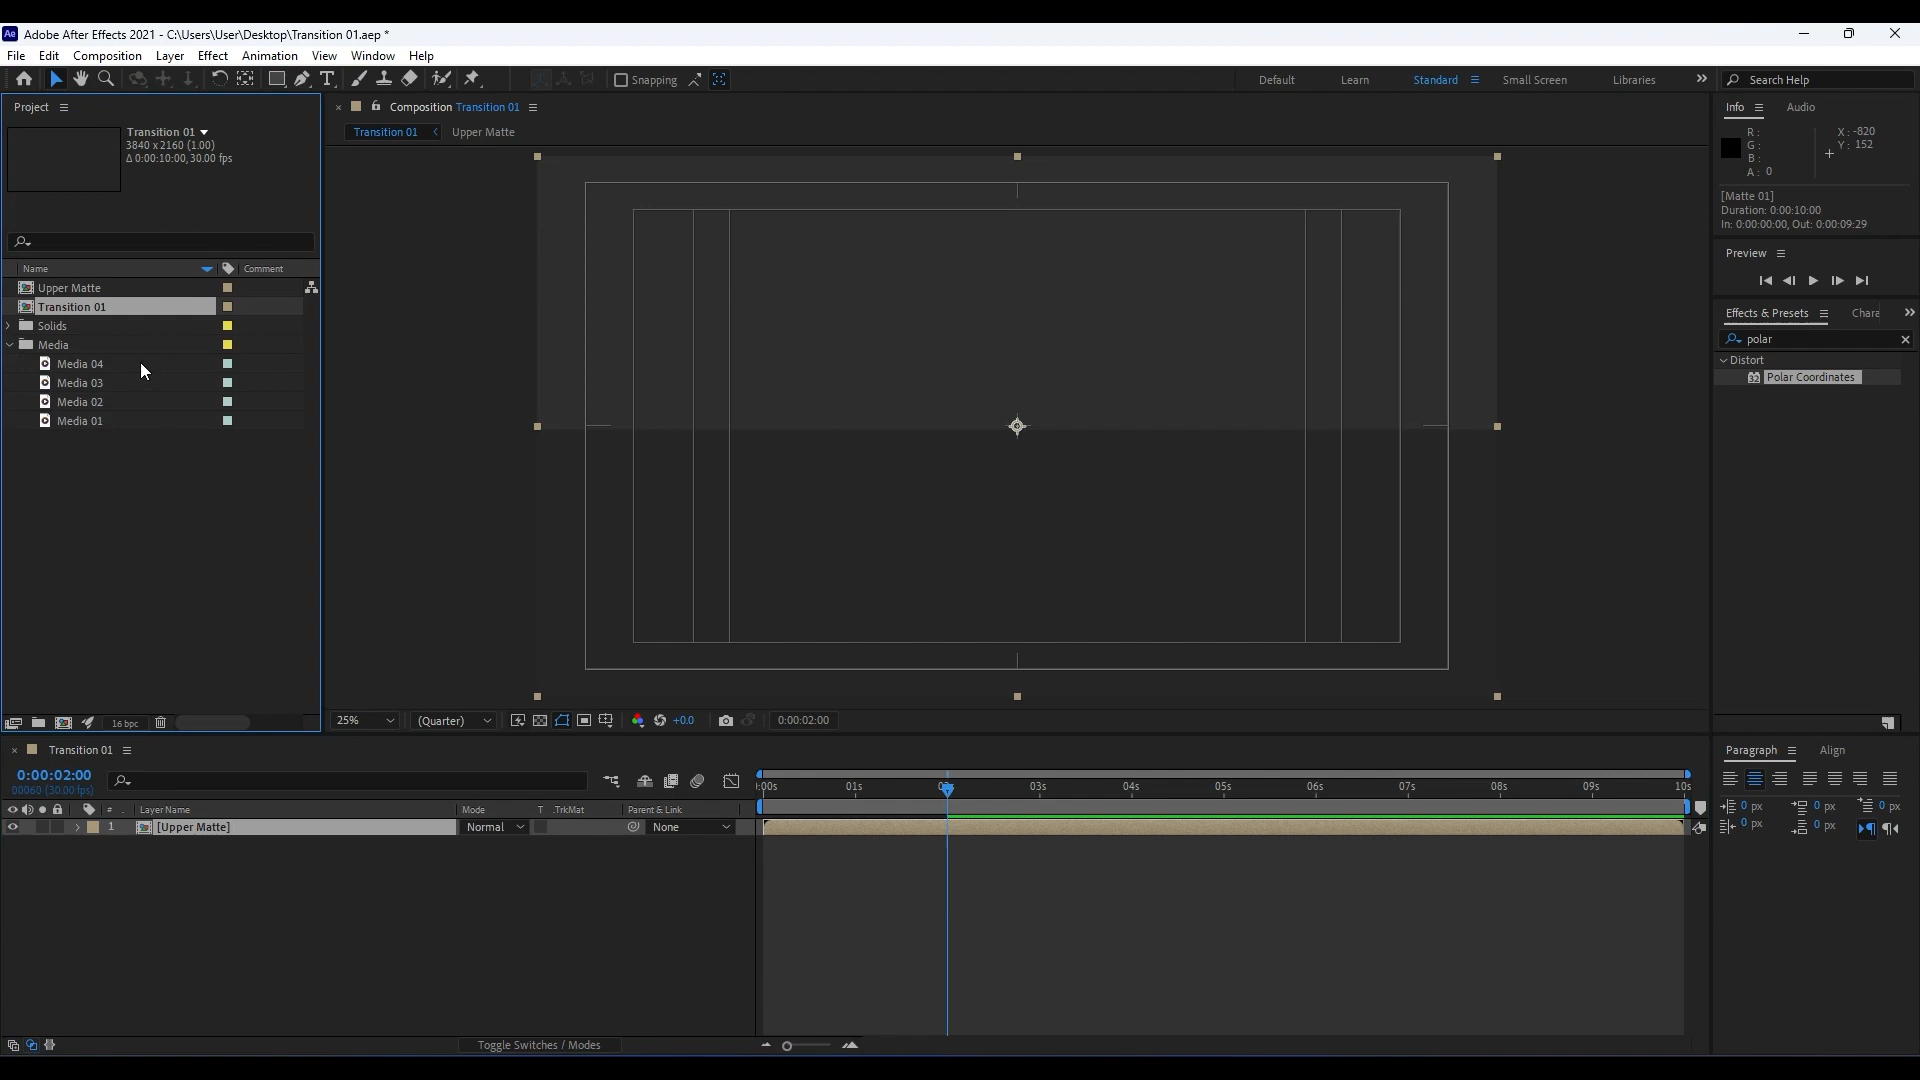 Ae Adobe After Effects 2021 - C:\Users\User\Desktop\Transition 01.aep *
File Edit Composition Layer Effect Animation View Window Help
Snapping Default Learn Standard Small Screen Libraries Search Help
Project
Transition 01
3840 x 2160 (1.00)
Δ 0:00:10:00, 30.00 fps
Name Comment
Upper Matte
Transition 01
Solids
Media
Media 04
Media 03
Media 02
Media 01
16 bpc
Composition Transition 01
Transition 01 Upper Matte
25% (Quarter) +0.0 0:00:02:00
Info Audio
R: X: -820
G: Y: 152
B:
A: 0
[Matte 01]
Duration: 0:00:10:00
In: 0:00:00:00, Out: 0:00:09:29
Preview
Effects & Presets Chara
polar
Distort
32 Polar Coordinates
Transition 01
0:00:02:00
00060 (30.00 fps)
# Layer Name Mode T .TrkMat Parent & Link
1 [Upper Matte] Normal None
:00s 01s 03s 04s 05s 06s 07s 08s 09s 10s
Toggle Switches / Modes
Paragraph Align
0 px 0 px 0 px
0 px 0 px